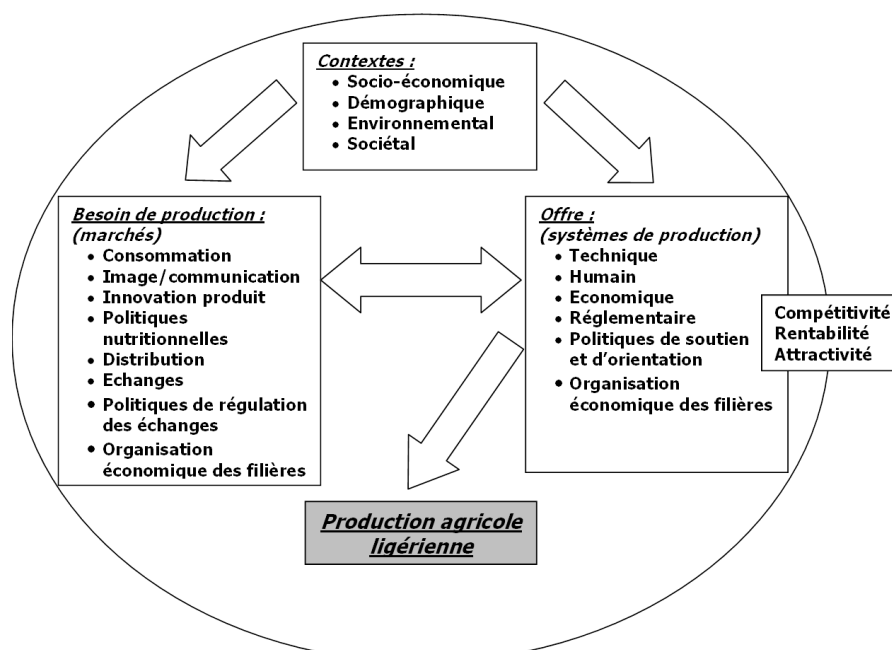 Contextes :
• Socio-économique
• Démographique
• Environnemental
• Sociétal
Besoin de production :
(marchés)
• Consommation
• Image/communication
• Innovation produit
• Politiques
nutritionnelles
• Distribution
• Echanges
• Politiques de régulation
des échanges
• Organisation
économique des filières
Offre :
(systèmes de production)
• Technique
• Humain
• Economique
• Réglementaire
• Politiques de soutien
et d'orientation
• Organisation
économique des filières
Compétitivité
Rentabilité
Attractivité
Production agricole
ligérienne